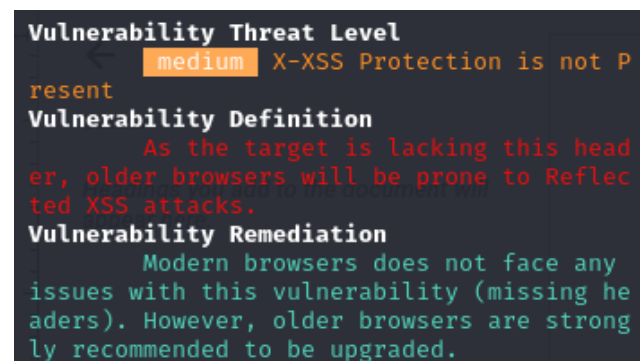 Vulnerability Threat Level
medium X-XSS Protection is not P
resent
Vulnerability Definition
As the target is lacking this head
er, older browsers will be prone to Reflec
ted XSS attacks.
Vulnerability Remediation
Modern browsers does not face any
issues with this vulnerability (missing he
aders). However, older browsers are strong
ly recommended to be upgraded.